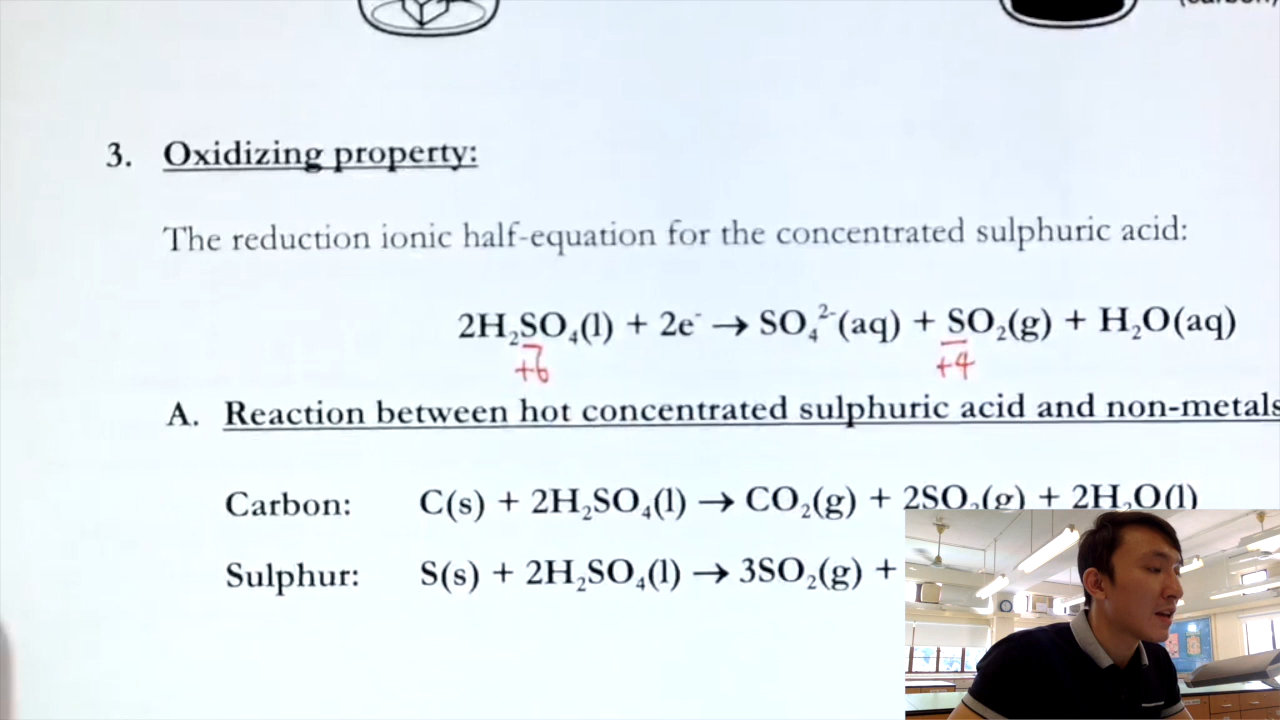 3. Oxidizing property:
The reduction ionic half-equation for the concentrated sulphuric acid:
2H₂SO₄(l) + 2e⁻ → SO₄²⁻(aq) + SO₂(g) + H₂O(aq)
+6 +4
A. Reaction between hot concentrated sulphuric acid and non-metals
Carbon: C(s) + 2H₂SO₄(l) → CO₂(g) + 2SO₂(g) + 2H₂O(l)
Sulphur: S(s) + 2H₂SO₄(l) → 3SO₂(g) +